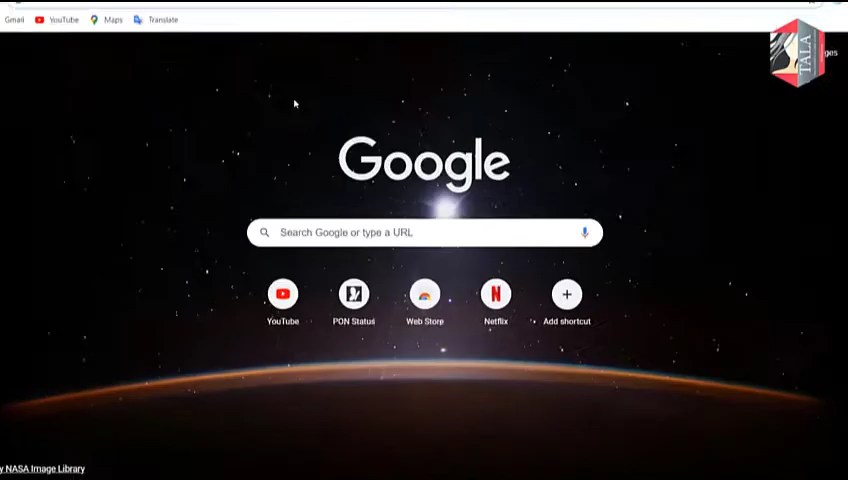 Gmail YouTube Maps Translate
TALA
ges
Google
Search Google or type a URL
YouTube PON Status Web Store Netflix Add shortcut
y NASA Image Library